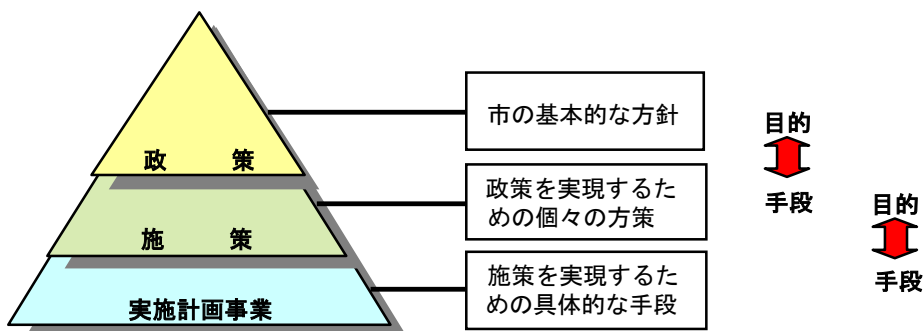 政　　策
市の基本的な方針
目的
手段
施　　策
政策を実現するた
めの個々の方策
目的
手段
実施計画事業
施策を実現するた
めの具体的な手段